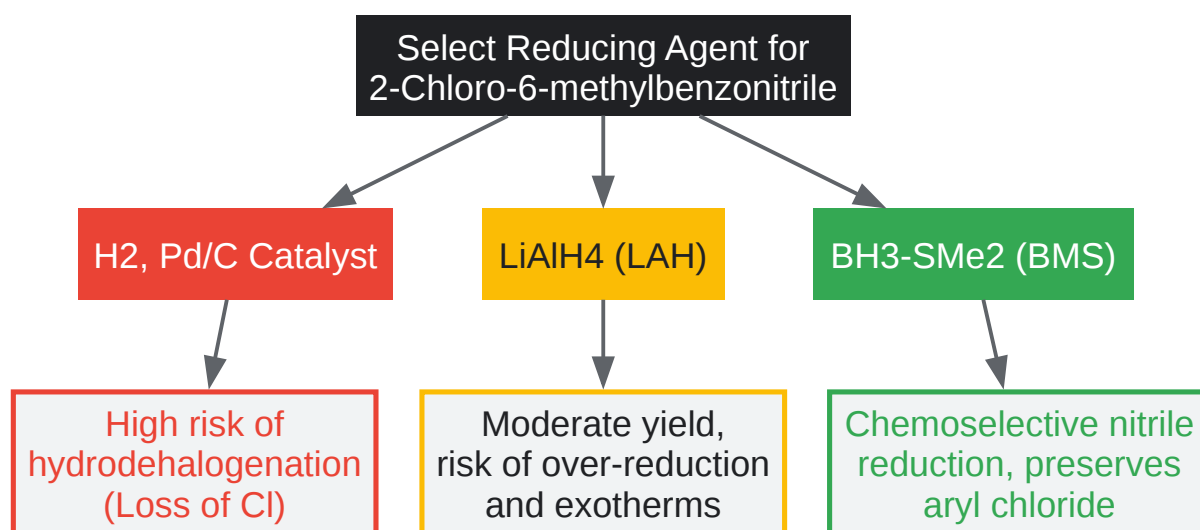 Select Reducing Agent for
2-Chloro-6-methylbenzonitrile
H2, Pd/C Catalyst
LiAlH4 (LAH)
BH3-SMe2 (BMS)
High risk of
hydrodehalogenation
(Loss of Cl)
Moderate yield,
risk of over-reduction
and exotherms
Chemoselective nitrile
reduction, preserves
aryl chloride